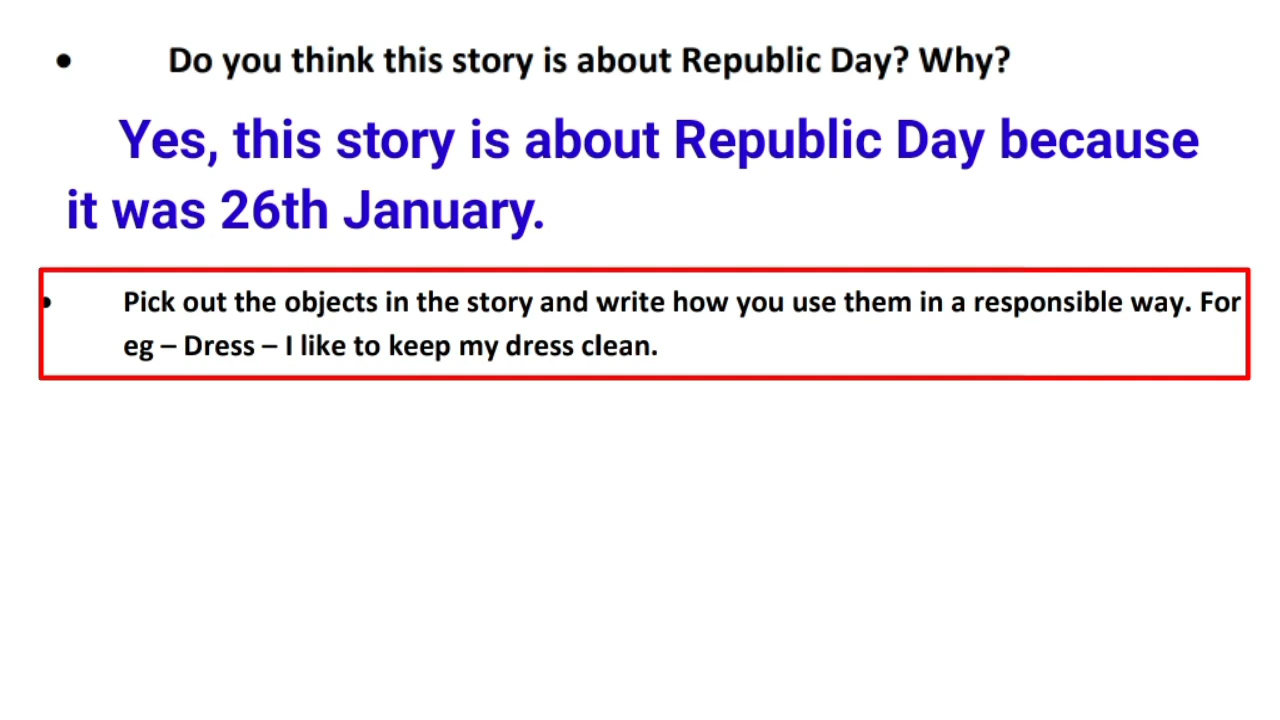 • Do you think this story is about Republic Day? Why?
Yes, this story is about Republic Day because
it was 26th January.
• Pick out the objects in the story and write how you use them in a responsible way. For
eg – Dress – I like to keep my dress clean.